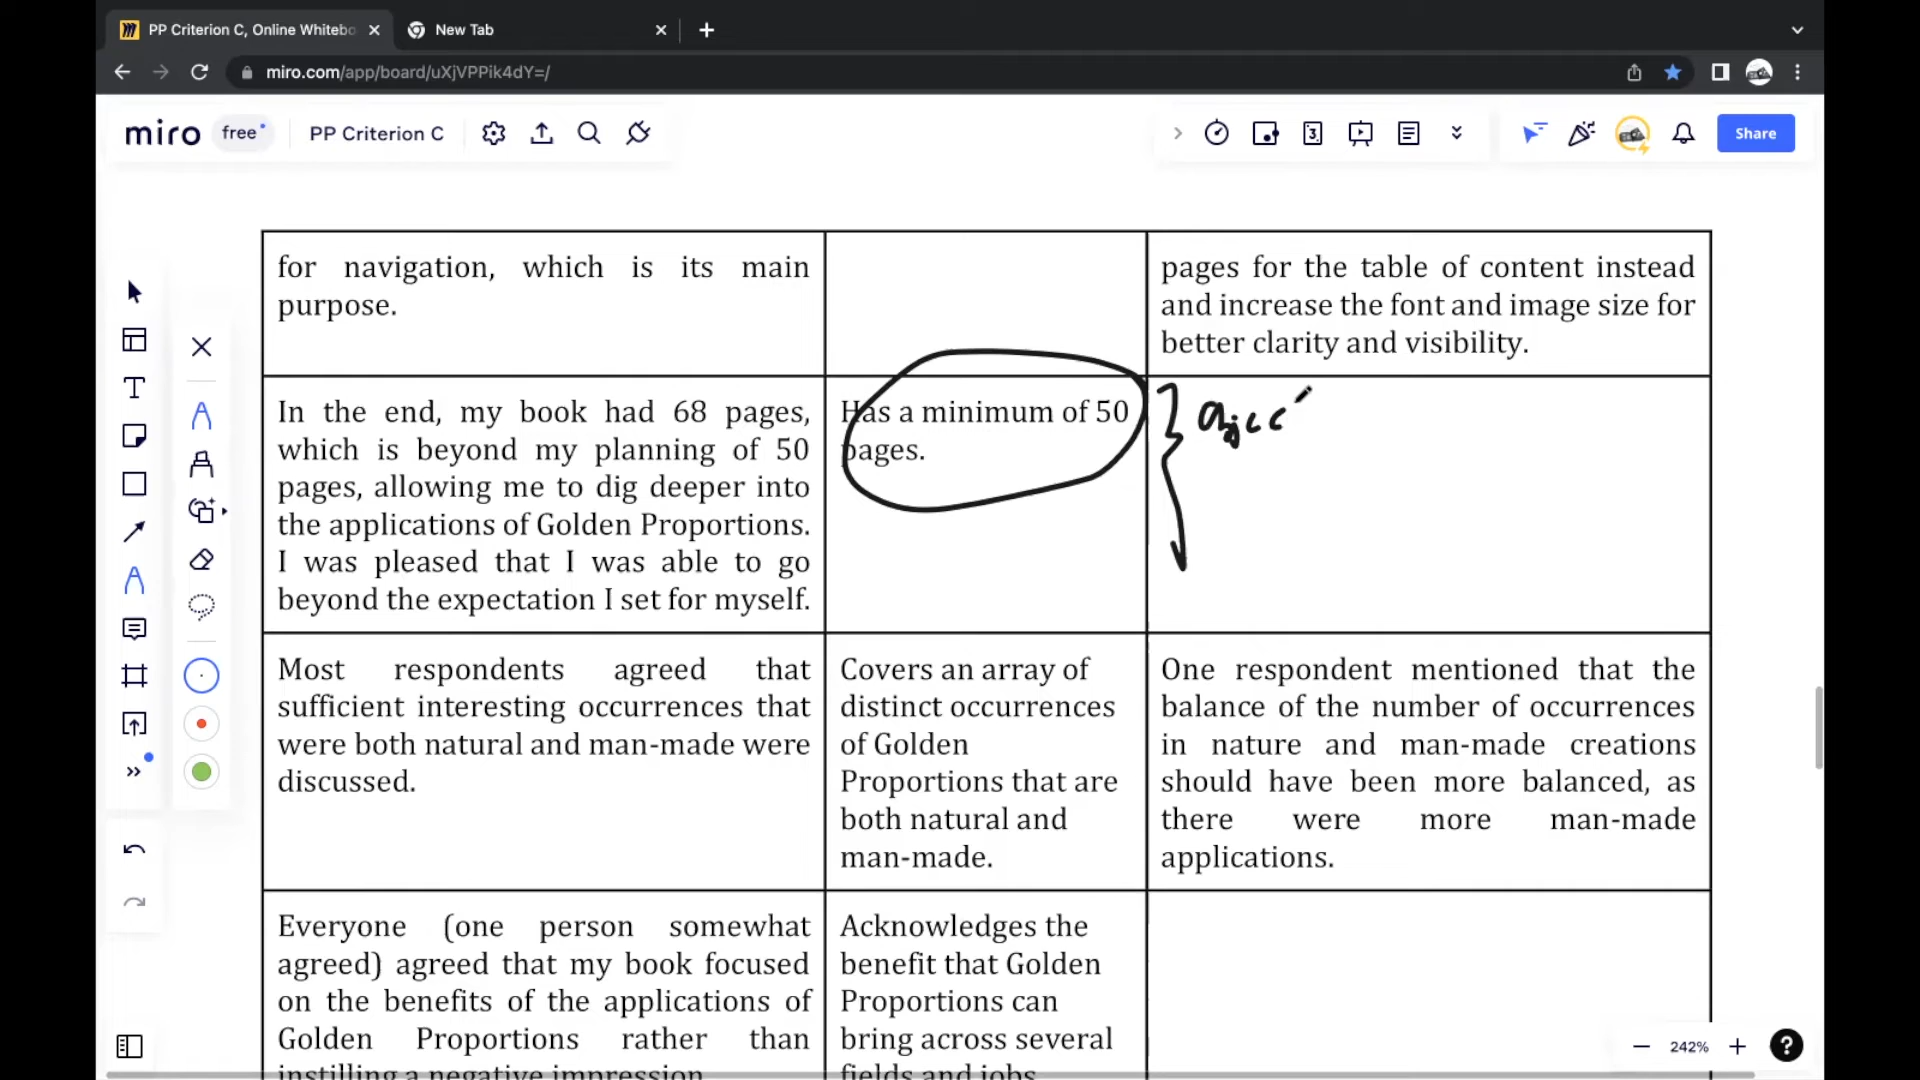 PP Criterion C, Online Whitebo
New Tab
miro.com/app/board/uXjVPPik4dY=/
miro free PP Criterion C
3
Share
for navigation, which is its main
purpose.
pages for the table of content instead
and increase the font and image size for
better clarity and visibility.
In the end, my book had 68 pages,
which is beyond my planning of 50
pages, allowing me to dig deeper into
the applications of Golden Proportions.
I was pleased that I was able to go
beyond the expectation I set for myself.
Has a minimum of 50
pages.
Most respondents agreed that
sufficient interesting occurrences that
were both natural and man-made were
discussed.
Covers an array of
distinct occurrences
of Golden
Proportions that are
both natural and
man-made.
One respondent mentioned that the
balance of the number of occurrences
in nature and man-made creations
should have been more balanced, as
there were more man-made
applications.
Everyone (one person somewhat
agreed) agreed that my book focused
on the benefits of the applications of
Golden Proportions rather than
instilling a negative impression
Acknowledges the
benefit that Golden
Proportions can
bring across several
fields and jobs
242%
?